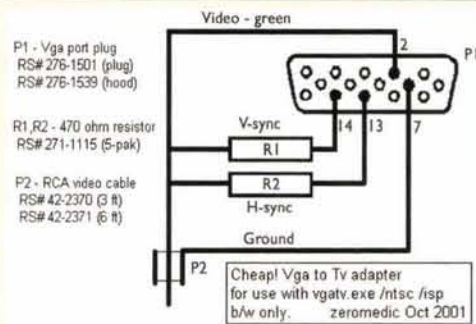 Video - green
P1 - Vga port plug
RS# 276-1501 (plug)
RS# 276-1539 (hood)
R1,R2 - 470 ohm resistor
RS# 271-1115 (5-pak)
P2 - RCA video cable
RS# 42-2370 (3 ft)
RS# 42-2371 (6 ft)
2
P1
V-sync
14
13
7
R1
R2
H-sync
Ground
P2
Cheap! Vga to Tv adapter
for use with vgatv.exe /ntsc /isp
b/w only. zeromedic Oct 2001